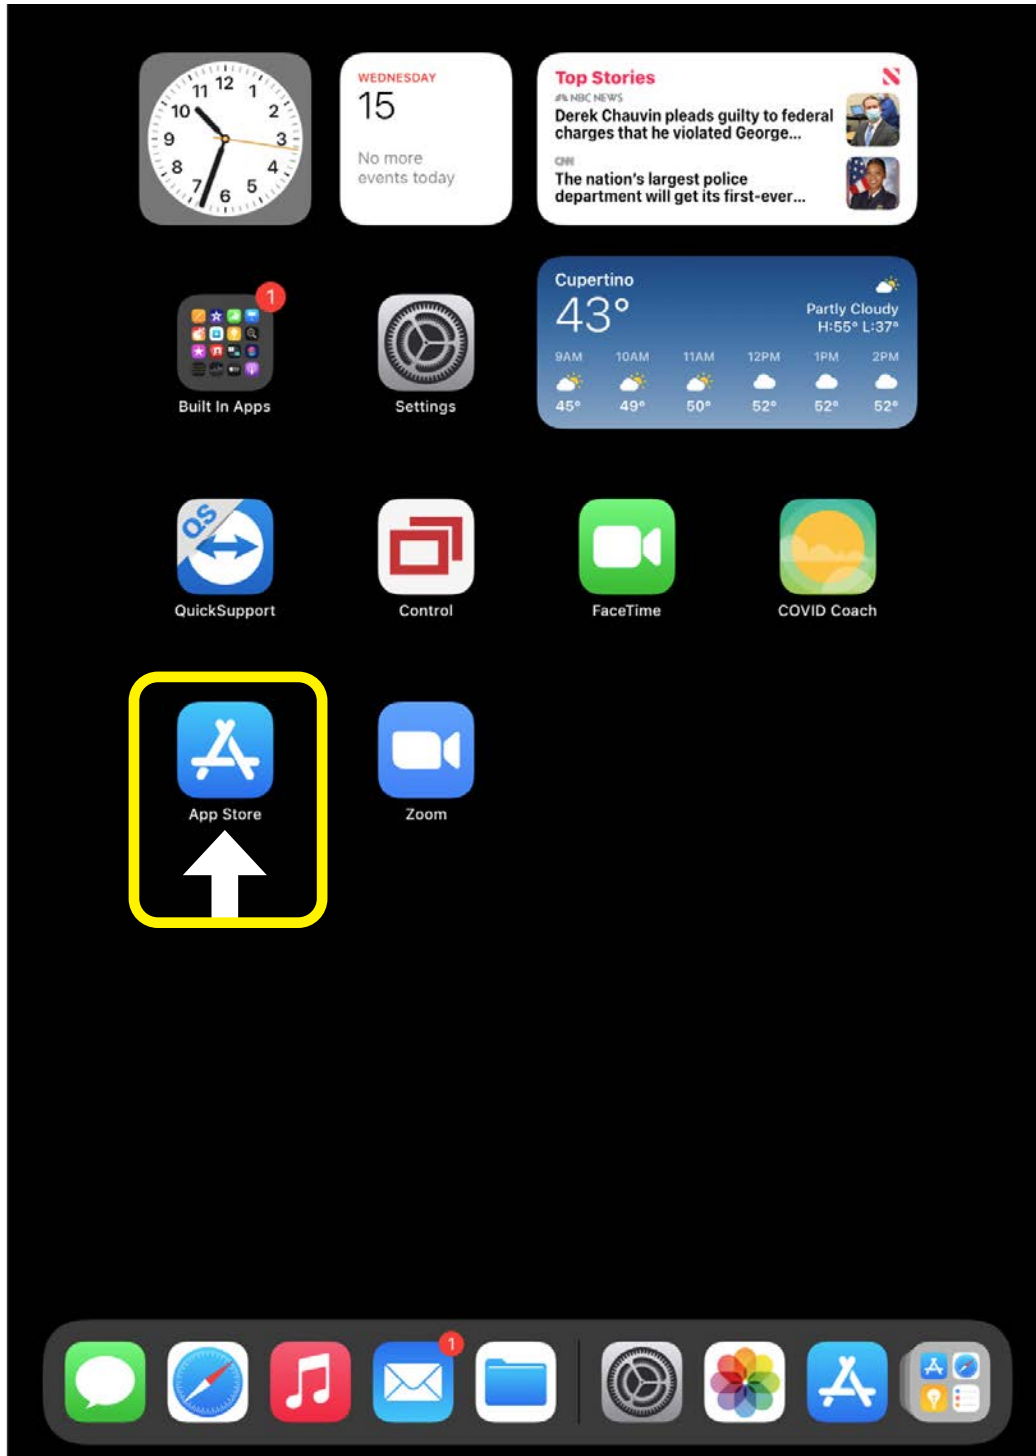 12
11
1
10
2
9
3
8
4
7
5
6
WEDNESDAY
15
No more
events today
Top Stories
NBC NEWS
Derek Chauvin pleads guilty to federal
charges that he violated George...
CNN
The nation's largest police
department will get its first-ever...
Cupertino
43°
Partly Cloudy
H:55° L:37°
9AM 10AM 11AM 12PM 1PM 2PM
45° 49° 50° 52° 52° 52°
1
Built In Apps
Settings
QS
QuickSupport
Control
FaceTime
COVID Coach
App Store
Zoom
1